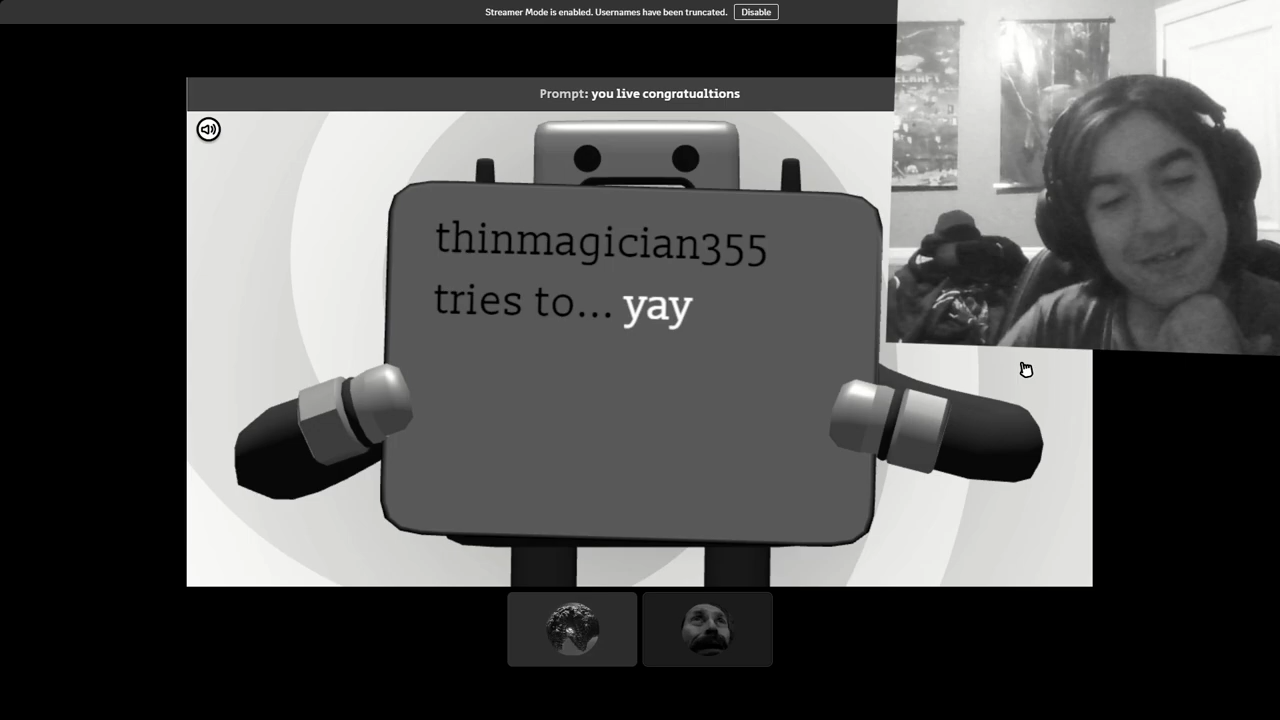 Streamer Mode is enabled. Usernames have been truncated. Disable
Prompt: you live congratualtions
thinmagician355
tries to... yay